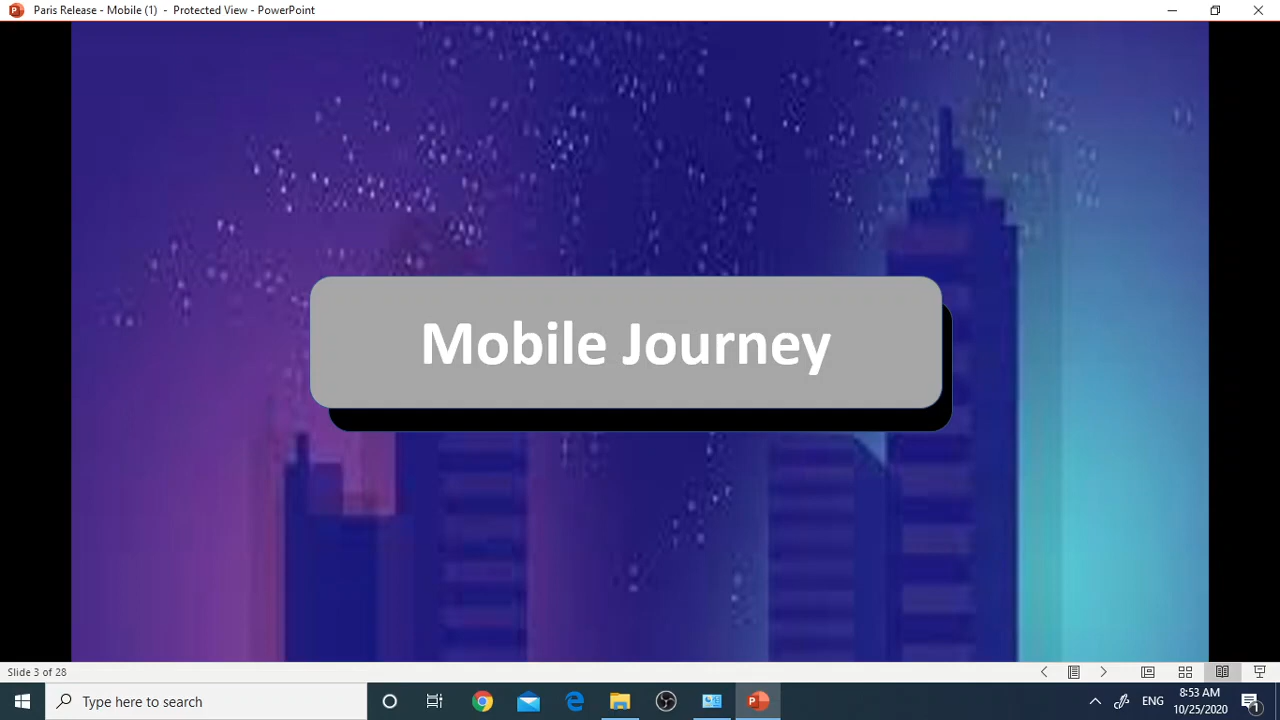 Paris Release - Mobile (1) - Protected View - PowerPoint
Mobile Journey
Slide 3 of 28
Type here to search
ENG
8:53 AM
10/25/2020
1